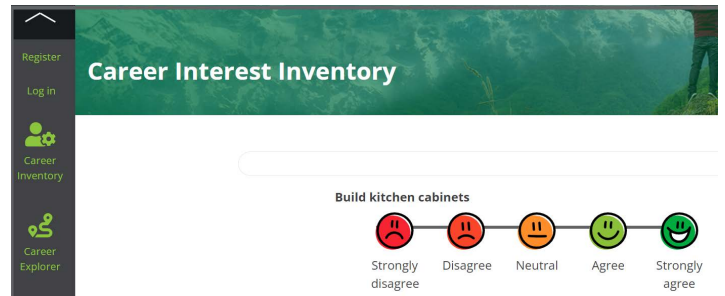 Register
Log in
Career
Inventory
Career
Explorer
Career Interest Inventory
Build kitchen cabinets
Strongly
disagree
Disagree
Neutral
Agree
Strongly
agree